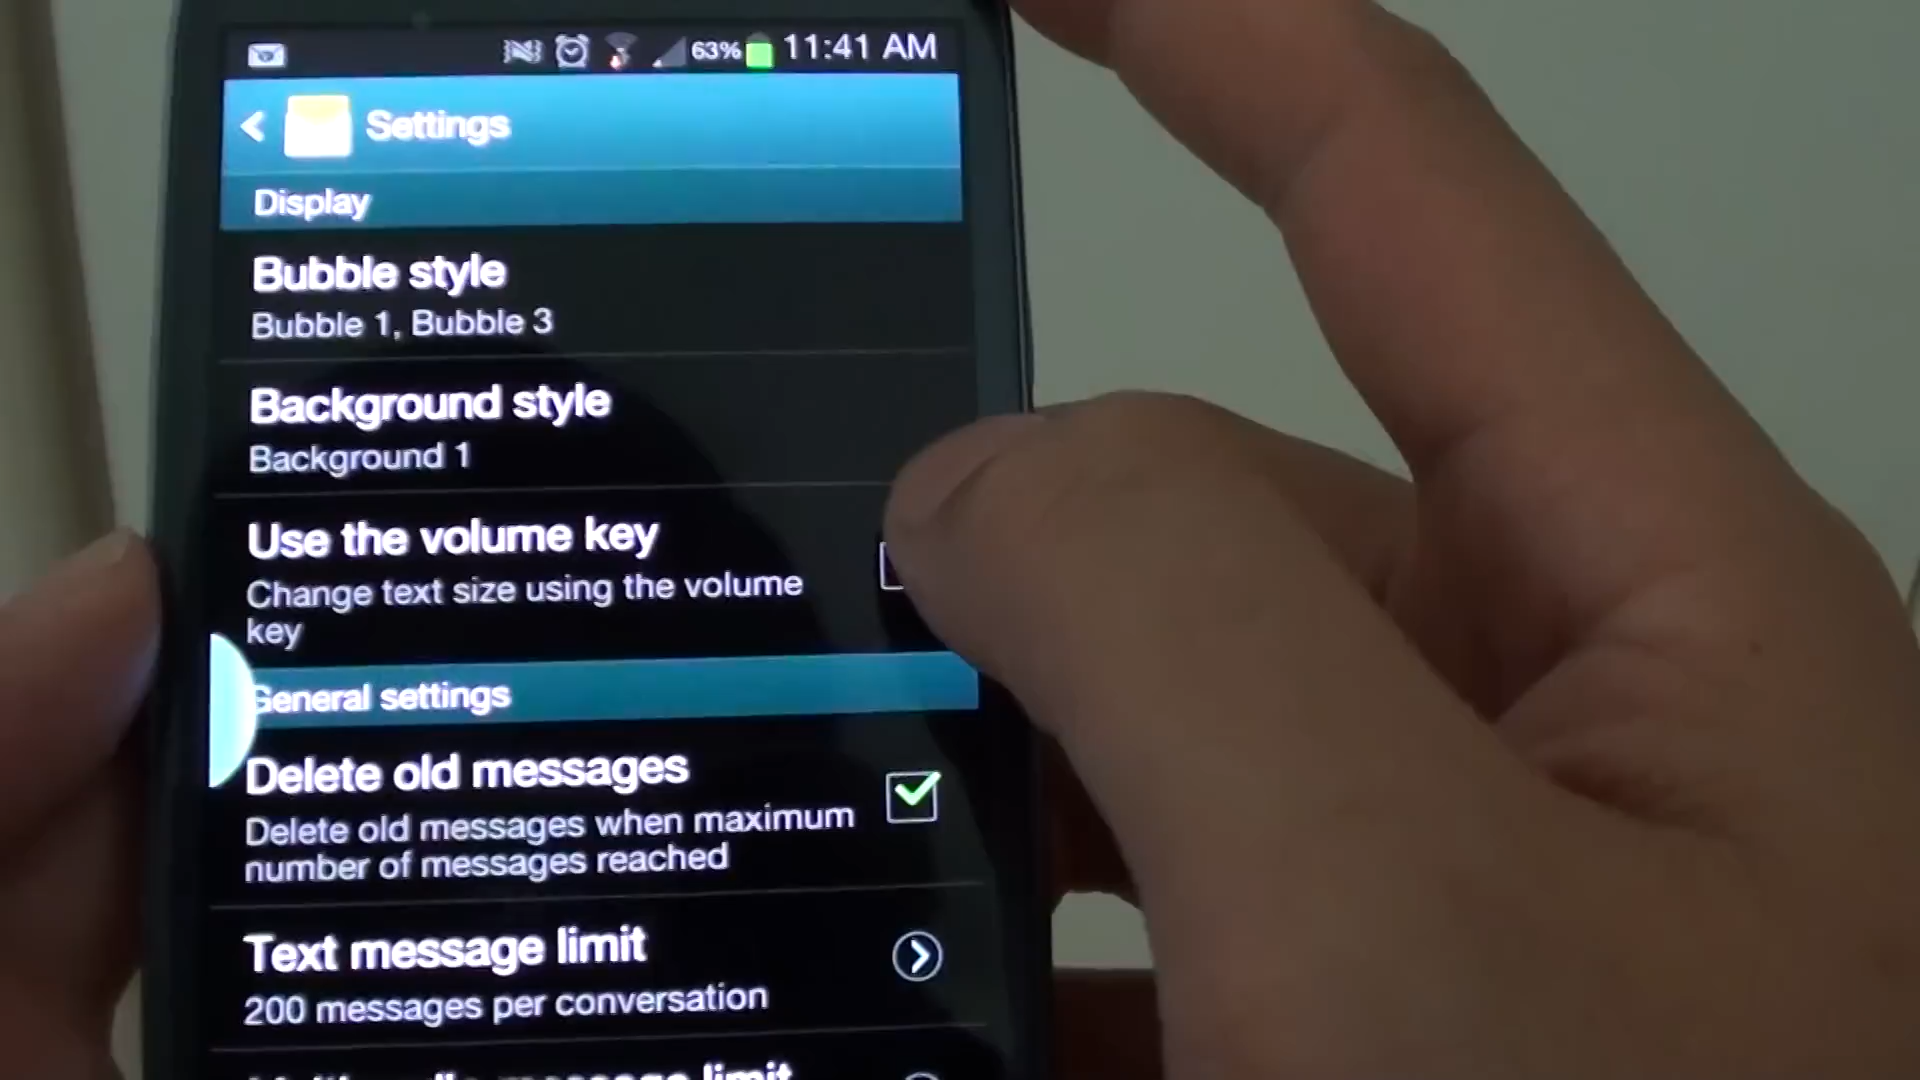 63% 11:41 AM
Settings
Display
Bubble style
Bubble 1, Bubble 3
Background style
Background 1
Use the volume key
Change text size using the volume
key
General settings
Delete old messages
Delete old messages when maximum
number of messages reached
Text message limit
200 messages per conversation
message limit